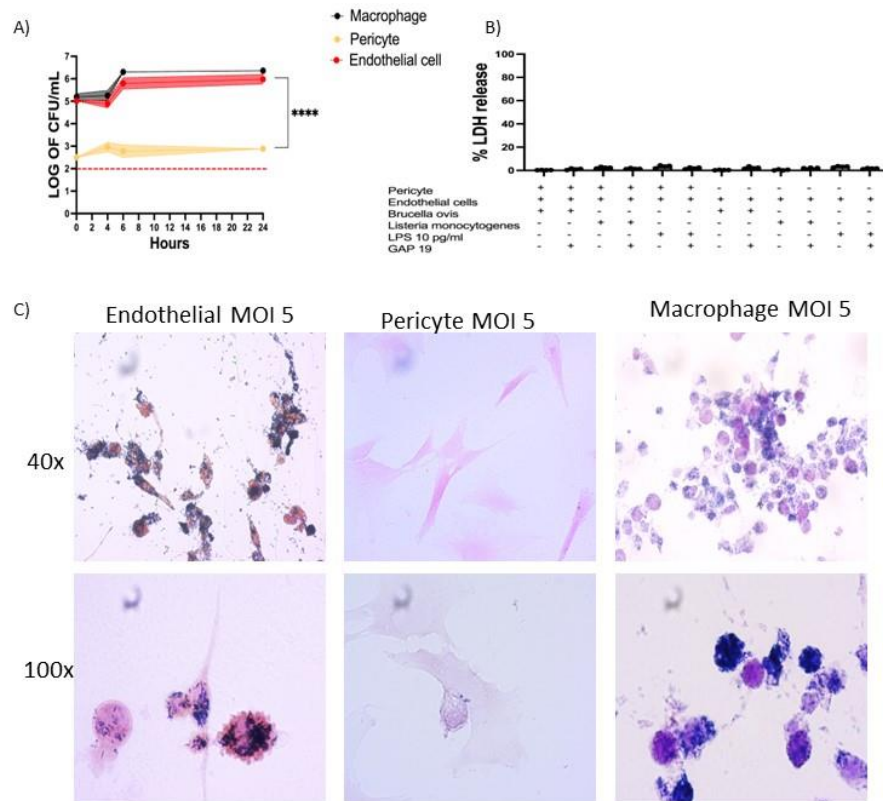 A)
Macrophage
Pericyte
Endothelial cell
LOG OF CFU/mL
7
6
5
4
3
2
1
0
****
0 2 4 6 8 10 12 14 16 18 20 22 24
Hours
B)
% LDH release
100
80
60
40
20
0
Pericyte + + + + + + - - - - - -
Endothelial cells + + + + + + + + + + + +
Brucella ovis + + - - - - + + - - - -
Listeria monocytogenes - - + + - - - - + + - -
LPS 10 pg/ml - - - - + + - - - - + +
GAP 19 - + - + - + - + - + - +
C)
Endothelial MOI 5
Pericyte MOI 5
Macrophage MOI 5
40x
100x